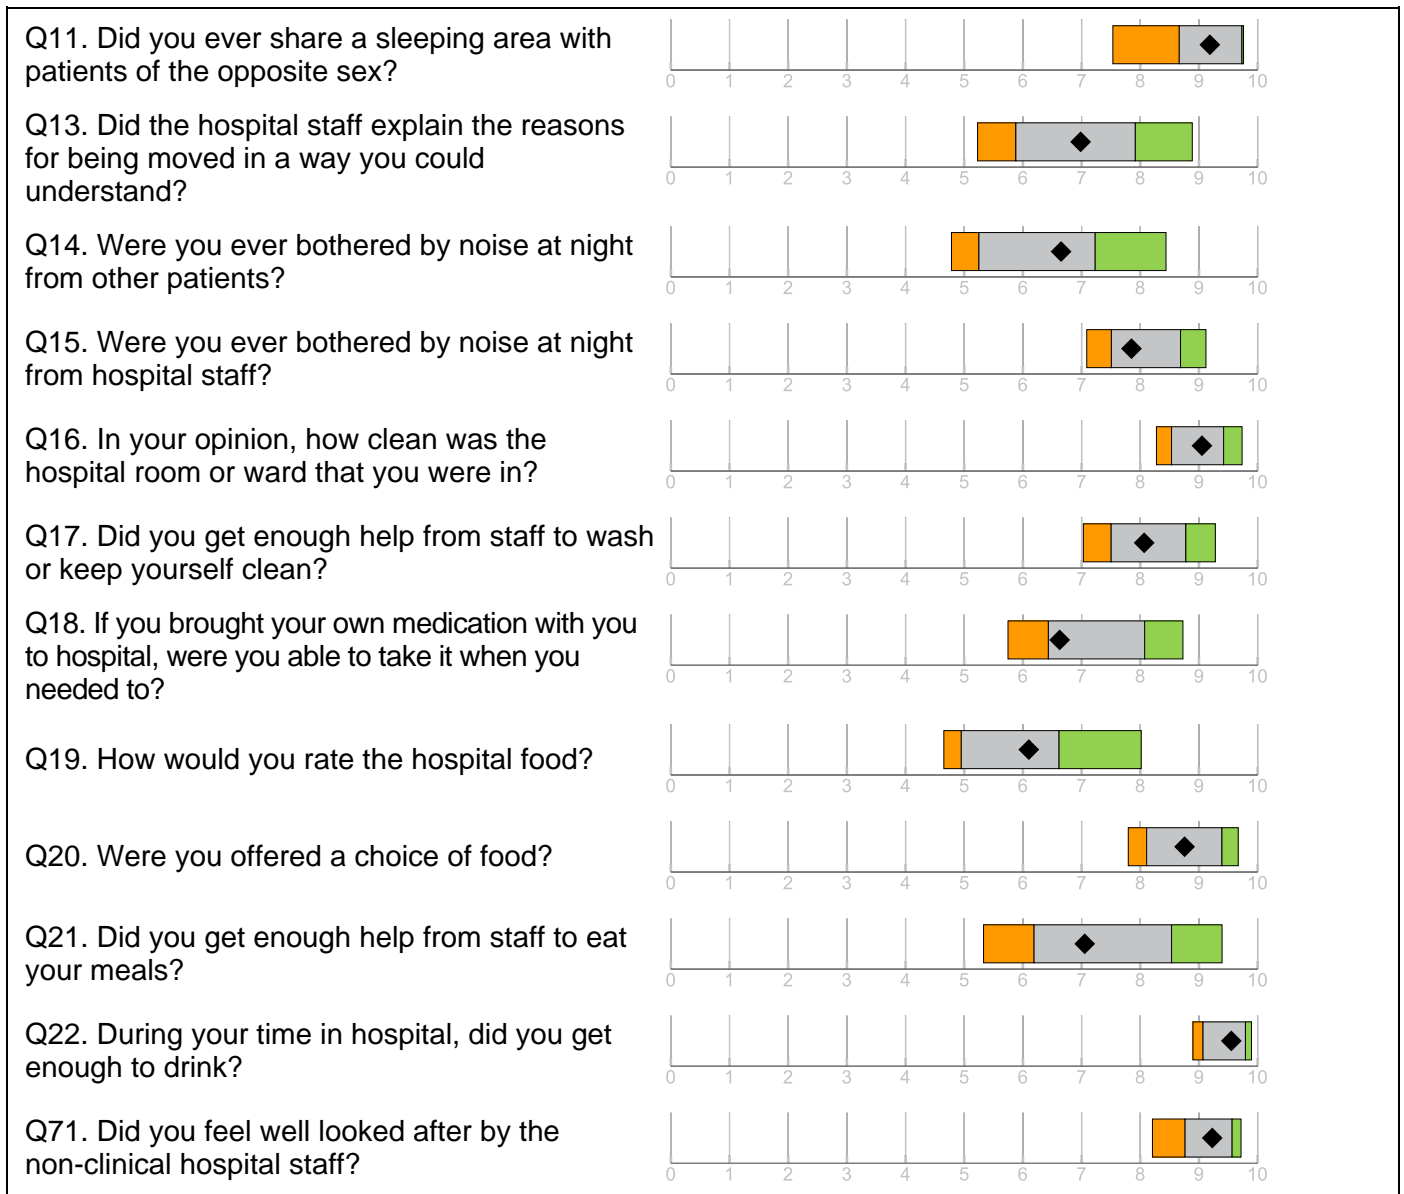 Q11. Did you ever share a sleeping area with
patients of the opposite sex?
0 1 2 3 4 5 6 7 8 9 10
Q13. Did the hospital staff explain the reasons
for being moved in a way you could
understand?
0 1 2 3 4 5 6 7 8 9 10
Q14. Were you ever bothered by noise at night
from other patients?
0 1 2 3 4 5 6 7 8 9 10
Q15. Were you ever bothered by noise at night
from hospital staff?
0 1 2 3 4 5 6 7 8 9 10
Q16. In your opinion, how clean was the
hospital room or ward that you were in?
0 1 2 3 4 5 6 7 8 9 10
Q17. Did you get enough help from staff to wash
or keep yourself clean?
0 1 2 3 4 5 6 7 8 9 10
Q18. If you brought your own medication with you
to hospital, were you able to take it when you
needed to?
0 1 2 3 4 5 6 7 8 9 10
Q19. How would you rate the hospital food?
0 1 2 3 4 5 6 7 8 9 10
Q20. Were you offered a choice of food?
0 1 2 3 4 5 6 7 8 9 10
Q21. Did you get enough help from staff to eat
your meals?
0 1 2 3 4 5 6 7 8 9 10
Q22. During your time in hospital, did you get
enough to drink?
0 1 2 3 4 5 6 7 8 9 10
Q71. Did you feel well looked after by the
non-clinical hospital staff?
0 1 2 3 4 5 6 7 8 9 10